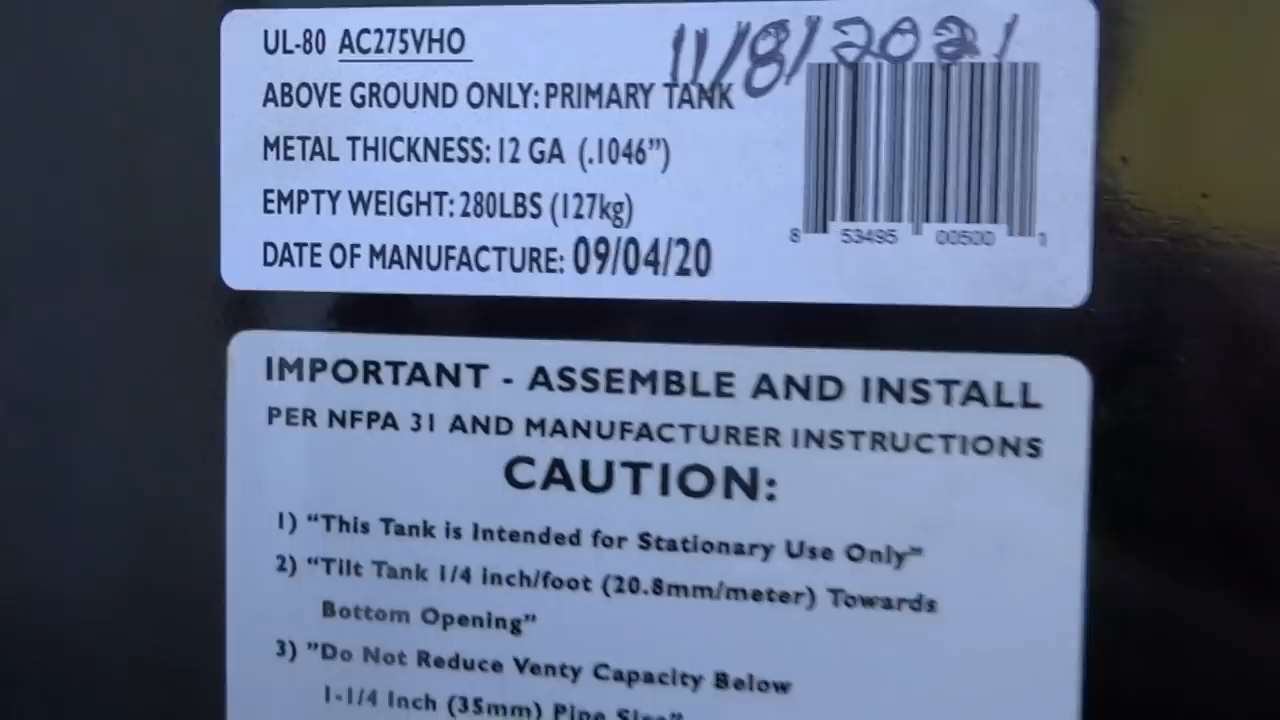 UL-80 AC275VHO
11/8/2021
ABOVE GROUND ONLY: PRIMARY TANK
METAL THICKNESS: 12 GA (.1046")
EMPTY WEIGHT: 280LBS (127kg)
DATE OF MANUFACTURE: 09/04/20
8 53495 00500 1
IMPORTANT - ASSEMBLE AND INSTALL
PER NFPA 31 AND MANUFACTURER INSTRUCTIONS
CAUTION:
1) "This Tank is Intended for Stationary Use Only"
2) "Tilt Tank 1/4 inch/foot (20.8mm/meter) Towards
Bottom Opening"
3) "Do Not Reduce Venty Capacity Below
1-1/4 Inch (35mm) Pipe Size"